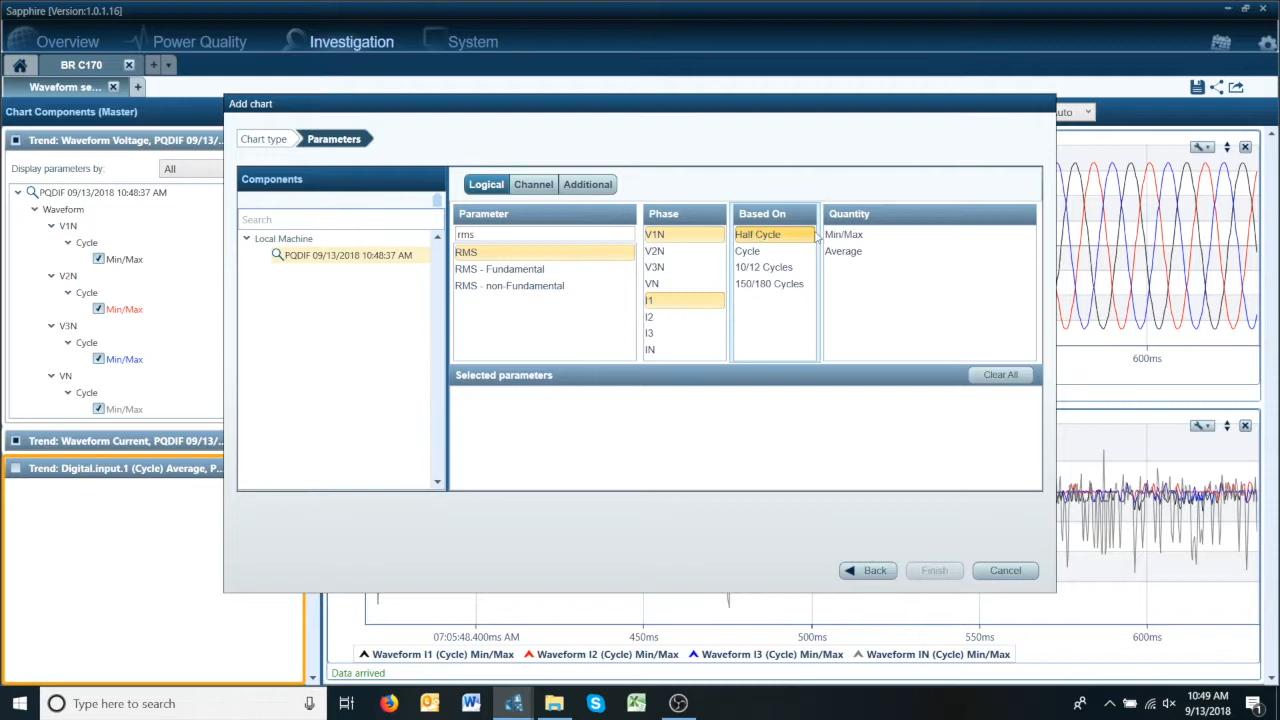 Sapphire [Version:1.0.1.16]
Overview
Power Quality
Investigation
System
BR C170
Waveform se...
Chart Components (Master)
Add chart
uto
Chart type
Parameters
Trend: Waveform Voltage, PQDIF 09/13/...
Display parameters by:
All
PQDIF 09/13/2018 10:48:37 AM
Waveform
V1N
Cycle
Min/Max
V2N
Cycle
Min/Max
V3N
Cycle
Min/Max
VN
Cycle
Min/Max
Trend: Waveform Current, PQDIF 09/13/...
Trend: Digital.input.1 (Cycle) Average, P...
Components
Search
Local Machine
PQDIF 09/13/2018 10:48:37 AM
Logical
Channel
Additional
Parameter
rms
RMS
RMS - Fundamental
RMS - non-Fundamental
Phase
V1N
V2N
V3N
VN
I1
I2
I3
IN
Based On
Half Cycle
Cycle
10/12 Cycles
150/180 Cycles
Quantity
Min/Max
Average
Selected parameters
Clear All
Back
Finish
Cancel
600ms
07:05:48.400ms AM
450ms
500ms
550ms
600ms
Waveform I1 (Cycle) Min/Max
Waveform I2 (Cycle) Min/Max
Waveform I3 (Cycle) Min/Max
Waveform IN (Cycle) Min/Max
Data arrived
Type here to search
10:49 AM
9/13/2018
1